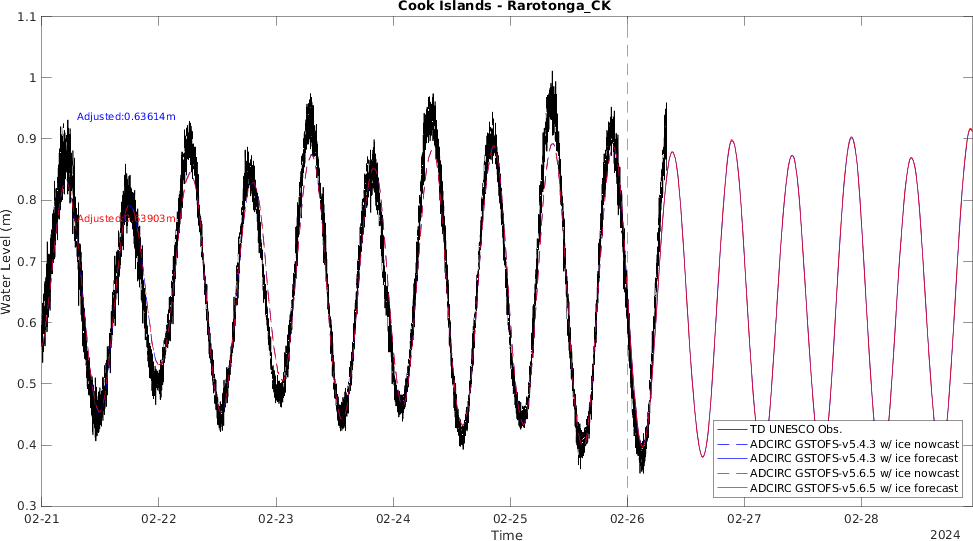 Cook Islands - Rarotonga_CK
1.1
1
0.9
0.8
0.7
0.6
0.5
0.4
0.3
Water Level (m)
Adjusted:0.63614m
Adjusted:0.63903m
TD UNESCO Obs.
ADCIRC GSTOFS-v5.4.3 w/ ice nowcast
ADCIRC GSTOFS-v5.4.3 w/ ice forecast
ADCIRC GSTOFS-v5.6.5 w/ ice nowcast
ADCIRC GSTOFS-v5.6.5 w/ ice forecast
02-21 02-22 02-23 02-24 02-25 02-26 02-27 02-28
Time
2024